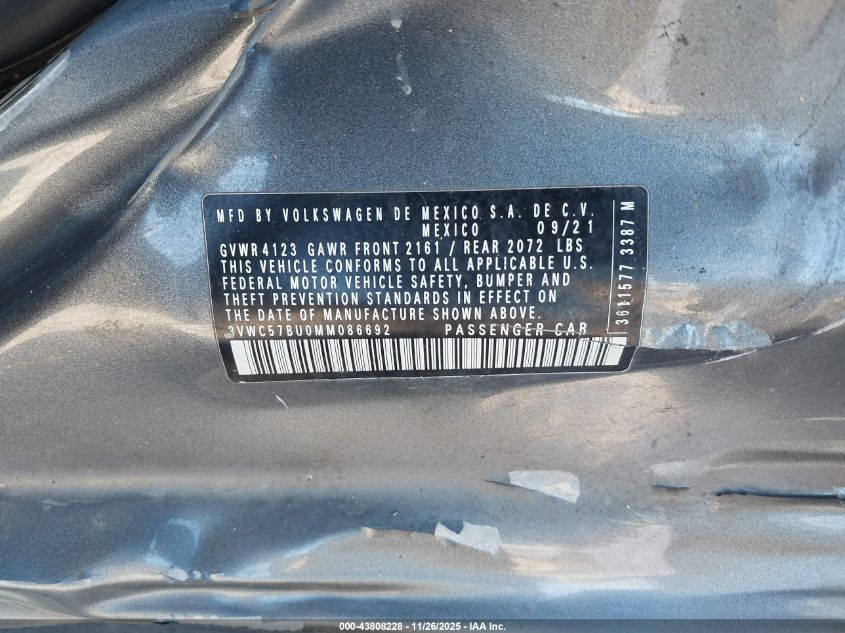 MFD BY VOLKSWAGEN DE MEXICO S.A. DE C.V.
MEXICO 09/21
GVWR 4123 GAWR FRONT 2161 / REAR 2072 LBS
THIS VEHICLE CONFORMS TO ALL APPLICABLE U.S.
FEDERAL MOTOR VEHICLE SAFETY, BUMPER AND
THEFT PREVENTION STANDARDS IN EFFECT ON
THE DATE OF MANUFACTURE SHOWN ABOVE.
3VWC57BU0MM086692 PASSENGER CAR
3611577 3387 M
000-43808228 - 11/26/2025 - IAA Inc.